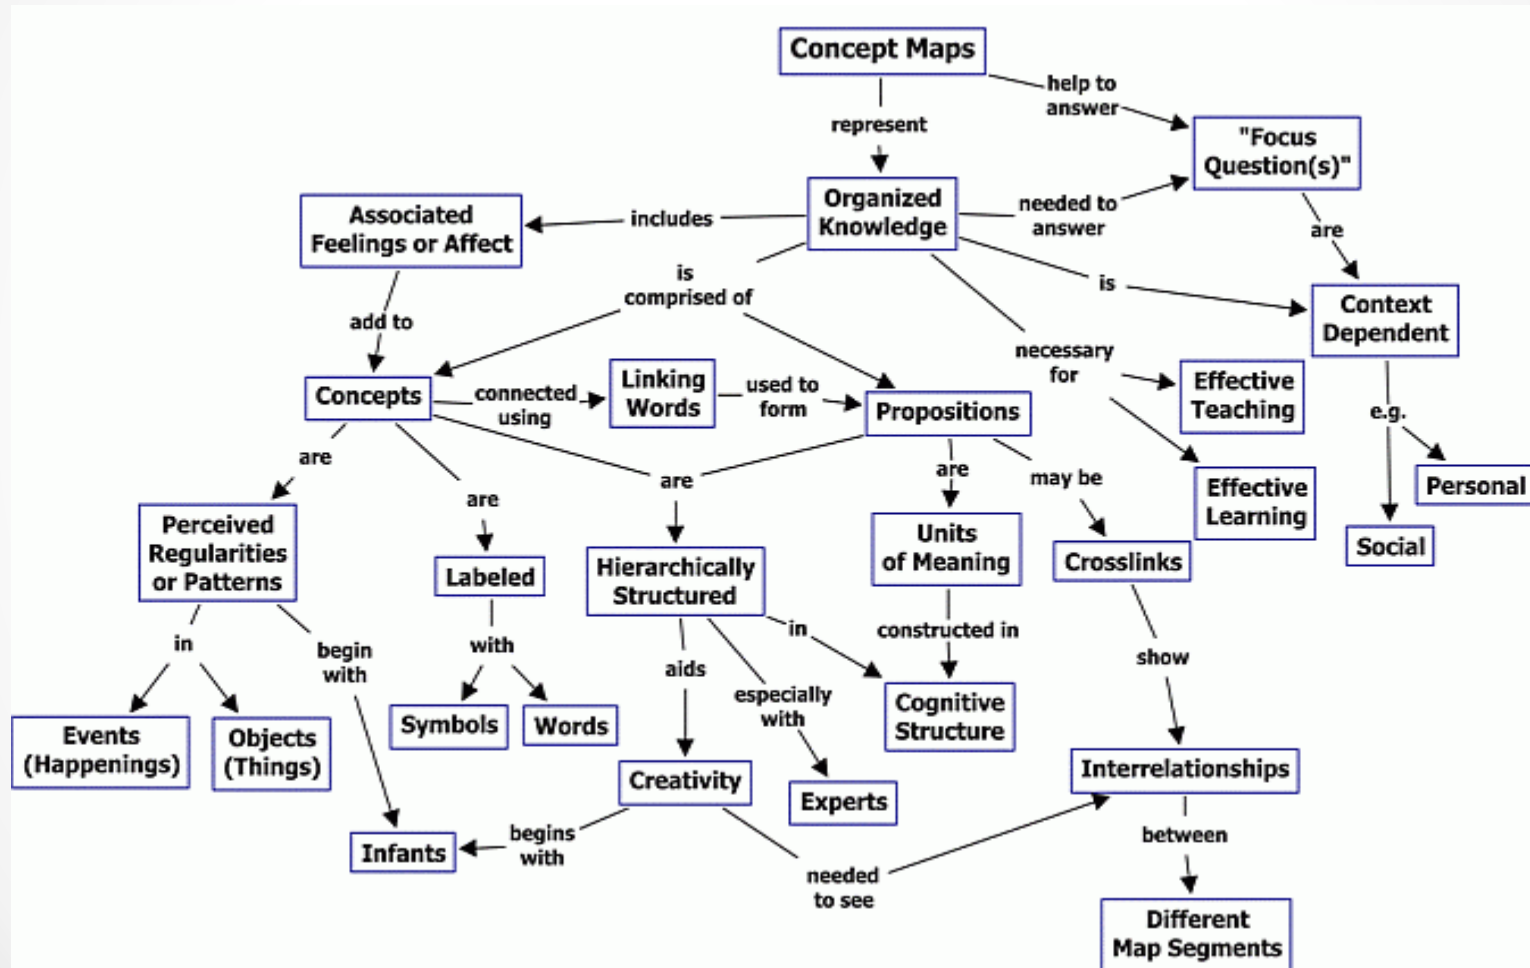 Concept Maps
help to
answer
represent
"Focus
Question(s)"
Organized
Knowledge
needed to
answer
includes
Associated
Feelings or Affect
are
is
comprised of
is
Context
Dependent
add to
necessary
for
Effective
Teaching
Concepts
connected
using
Linking
Words
used to
form
Propositions
e.g.
are
are
are
are
may be
Effective
Learning
Personal
Social
Perceived
Regularities
or Patterns
Labeled
Hierarchically
Structured
Units
of Meaning
Crosslinks
in
begin
with
with
aids
especially
with
in
constructed in
show
Events
(Happenings)
Objects
(Things)
Symbols
Words
Cognitive
Structure
Creativity
Experts
Interrelationships
Infants
begins
with
needed
to see
between
Different
Map Segments